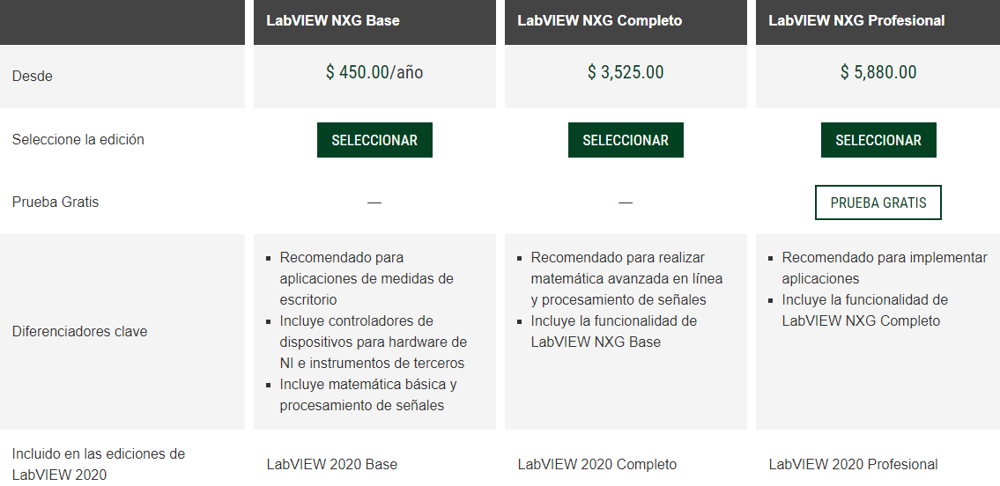 LabVIEW NXG Base
LabVIEW NXG Completo
LabVIEW NXG Profesional
Desde
$ 450.00/año
$ 3,525.00
$ 5,880.00
Seleccione la edición
SELECCIONAR
SELECCIONAR
SELECCIONAR
Prueba Gratis
—
—
PRUEBA GRATIS
Diferenciadores clave
▪ Recomendado para
aplicaciones de medidas de
escritorio
▪ Incluye controladores de
dispositivos para hardware de
NI e instrumentos de terceros
▪ Incluye matemática básica y
procesamiento de señales
▪ Recomendado para realizar
matemática avanzada en línea
y procesamiento de señales
▪ Incluye la funcionalidad de
LabVIEW NXG Base
▪ Recomendado para implementar
aplicaciones
▪ Incluye la funcionalidad de
LabVIEW NXG Completo
Incluido en las ediciones de
LabVIEW 2020
LabVIEW 2020 Base
LabVIEW 2020 Completo
LabVIEW 2020 Profesional